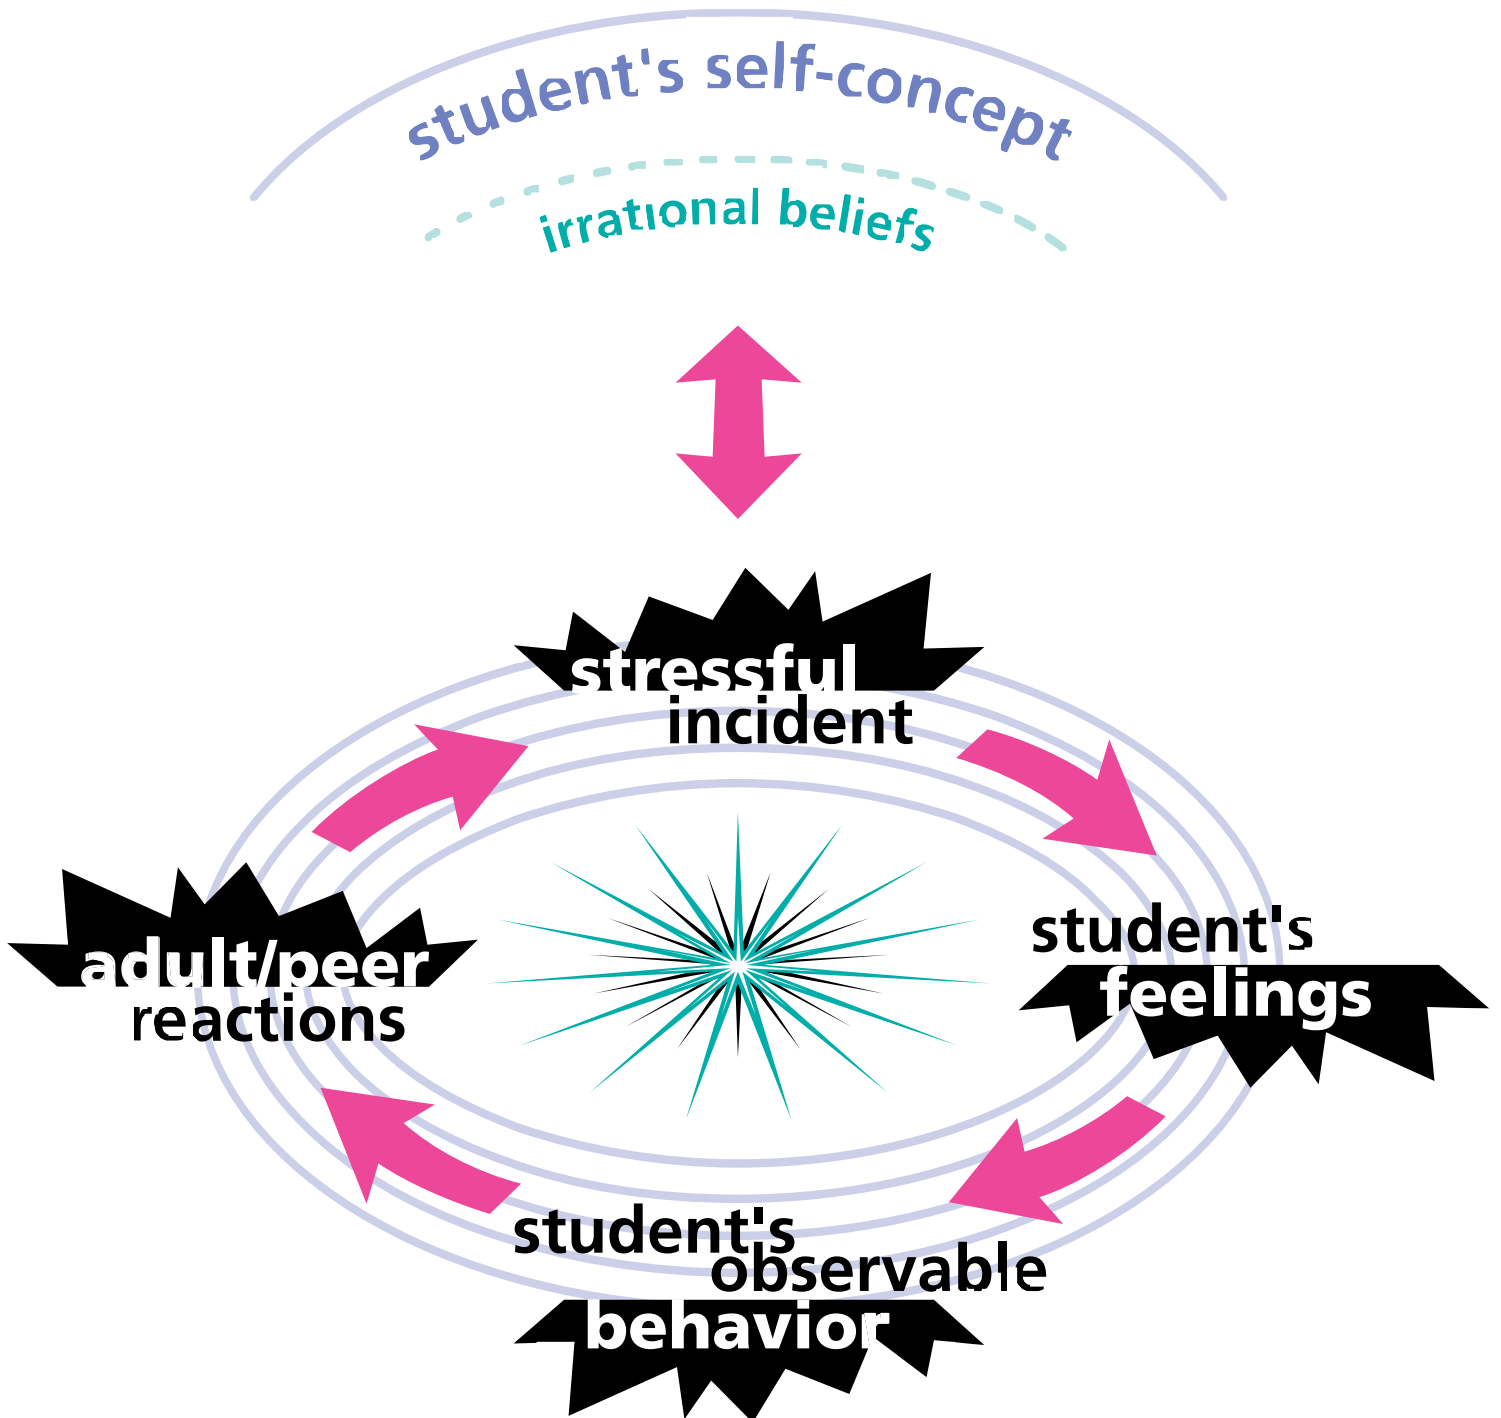 student's self-concept
irrational beliefs
stressful
incident
student's
feelings
student's
observable
behavior
adult/peer
reactions